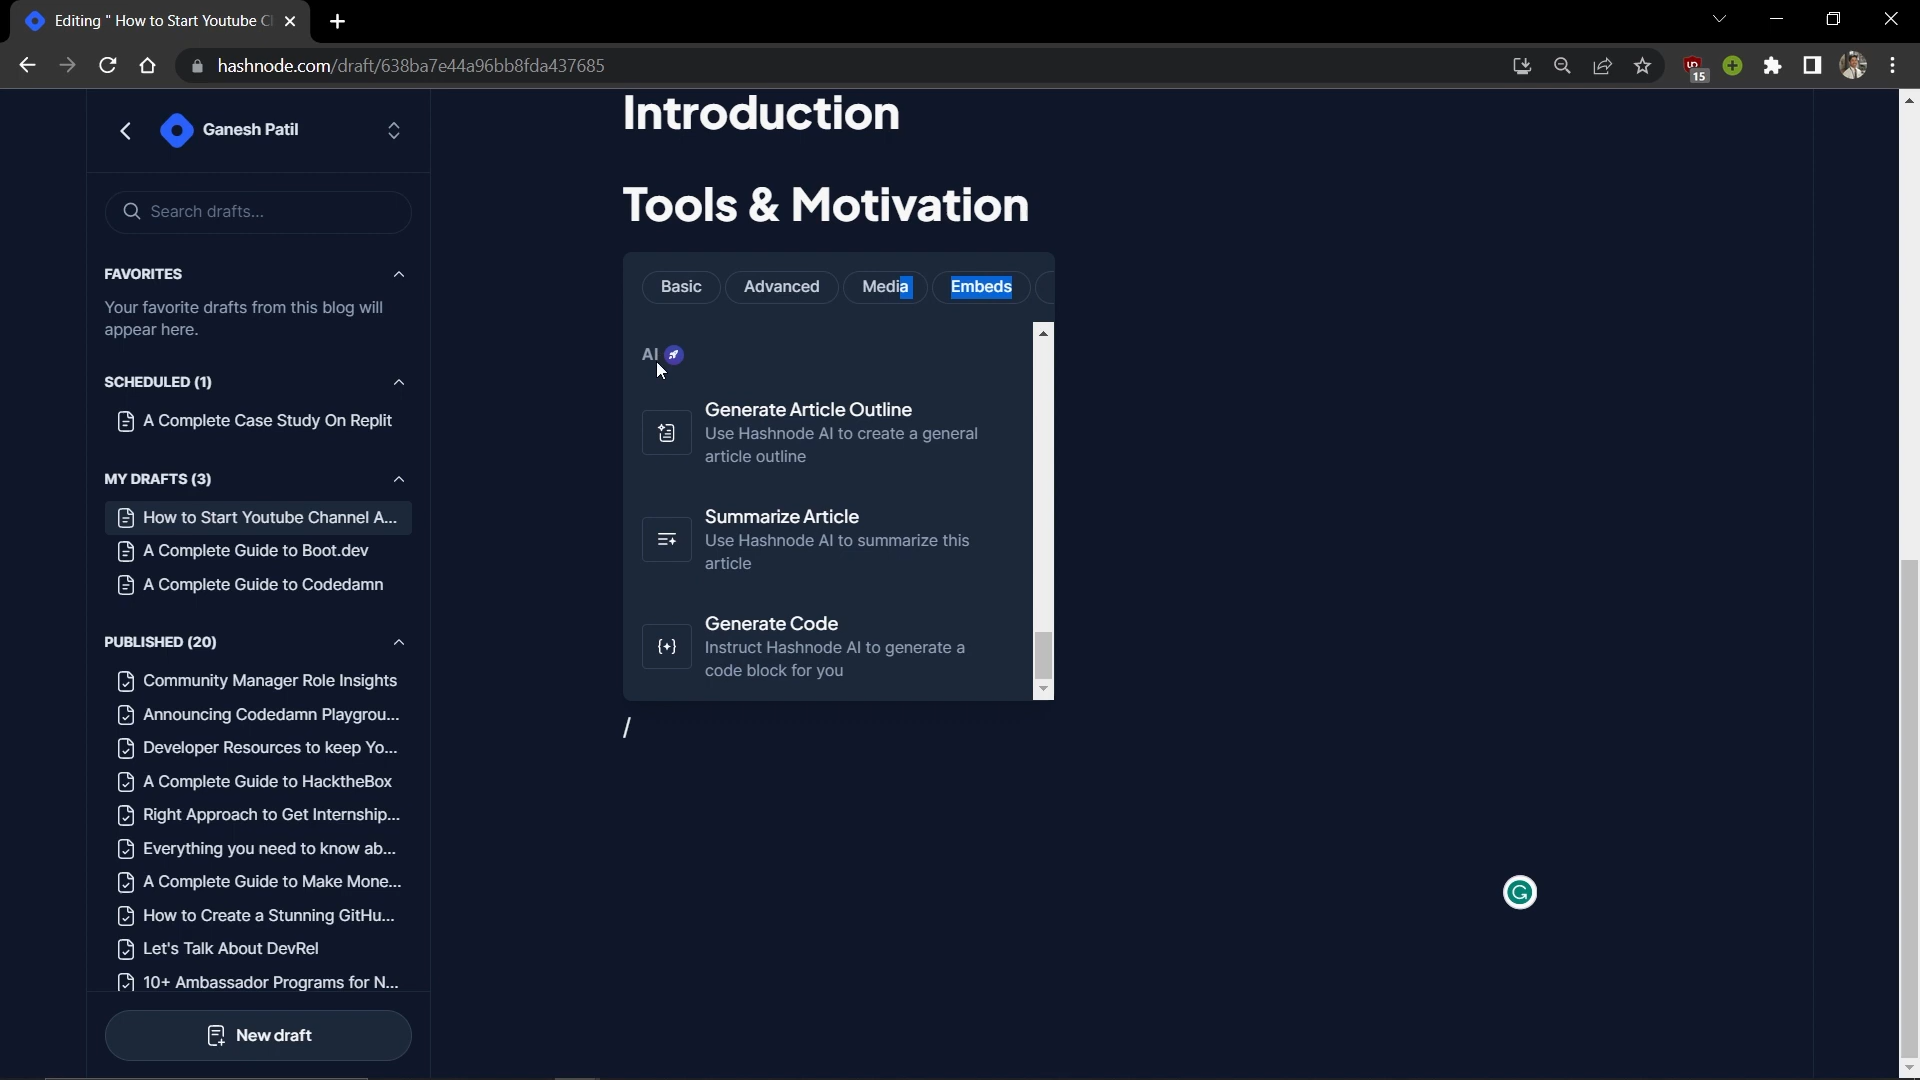 Editing " How to Start Youtube C
hashnode.com/draft/638ba7e44a96bb8fda437685
15
Ganesh Patil
Search drafts...
FAVORITES
Your favorite drafts from this blog will
appear here.
SCHEDULED (1)
A Complete Case Study On Replit
MY DRAFTS (3)
How to Start Youtube Channel A...
A Complete Guide to Boot.dev
A Complete Guide to Codedamn
PUBLISHED (20)
Community Manager Role Insights
Announcing Codedamn Playgrou...
Developer Resources to keep Yo...
A Complete Guide to HacktheBox
Right Approach to Get Internship...
Everything you need to know ab...
A Complete Guide to Make Mone...
How to Create a Stunning GitHu...
Let's Talk About DevRel
10+ Ambassador Programs for N...
New draft
Introduction
Tools & Motivation
Basic Advanced Media Embeds
AI
Generate Article Outline
Use Hashnode AI to create a general
article outline
Summarize Article
Use Hashnode AI to summarize this
article
Generate Code
Instruct Hashnode AI to generate a
code block for you
/
G